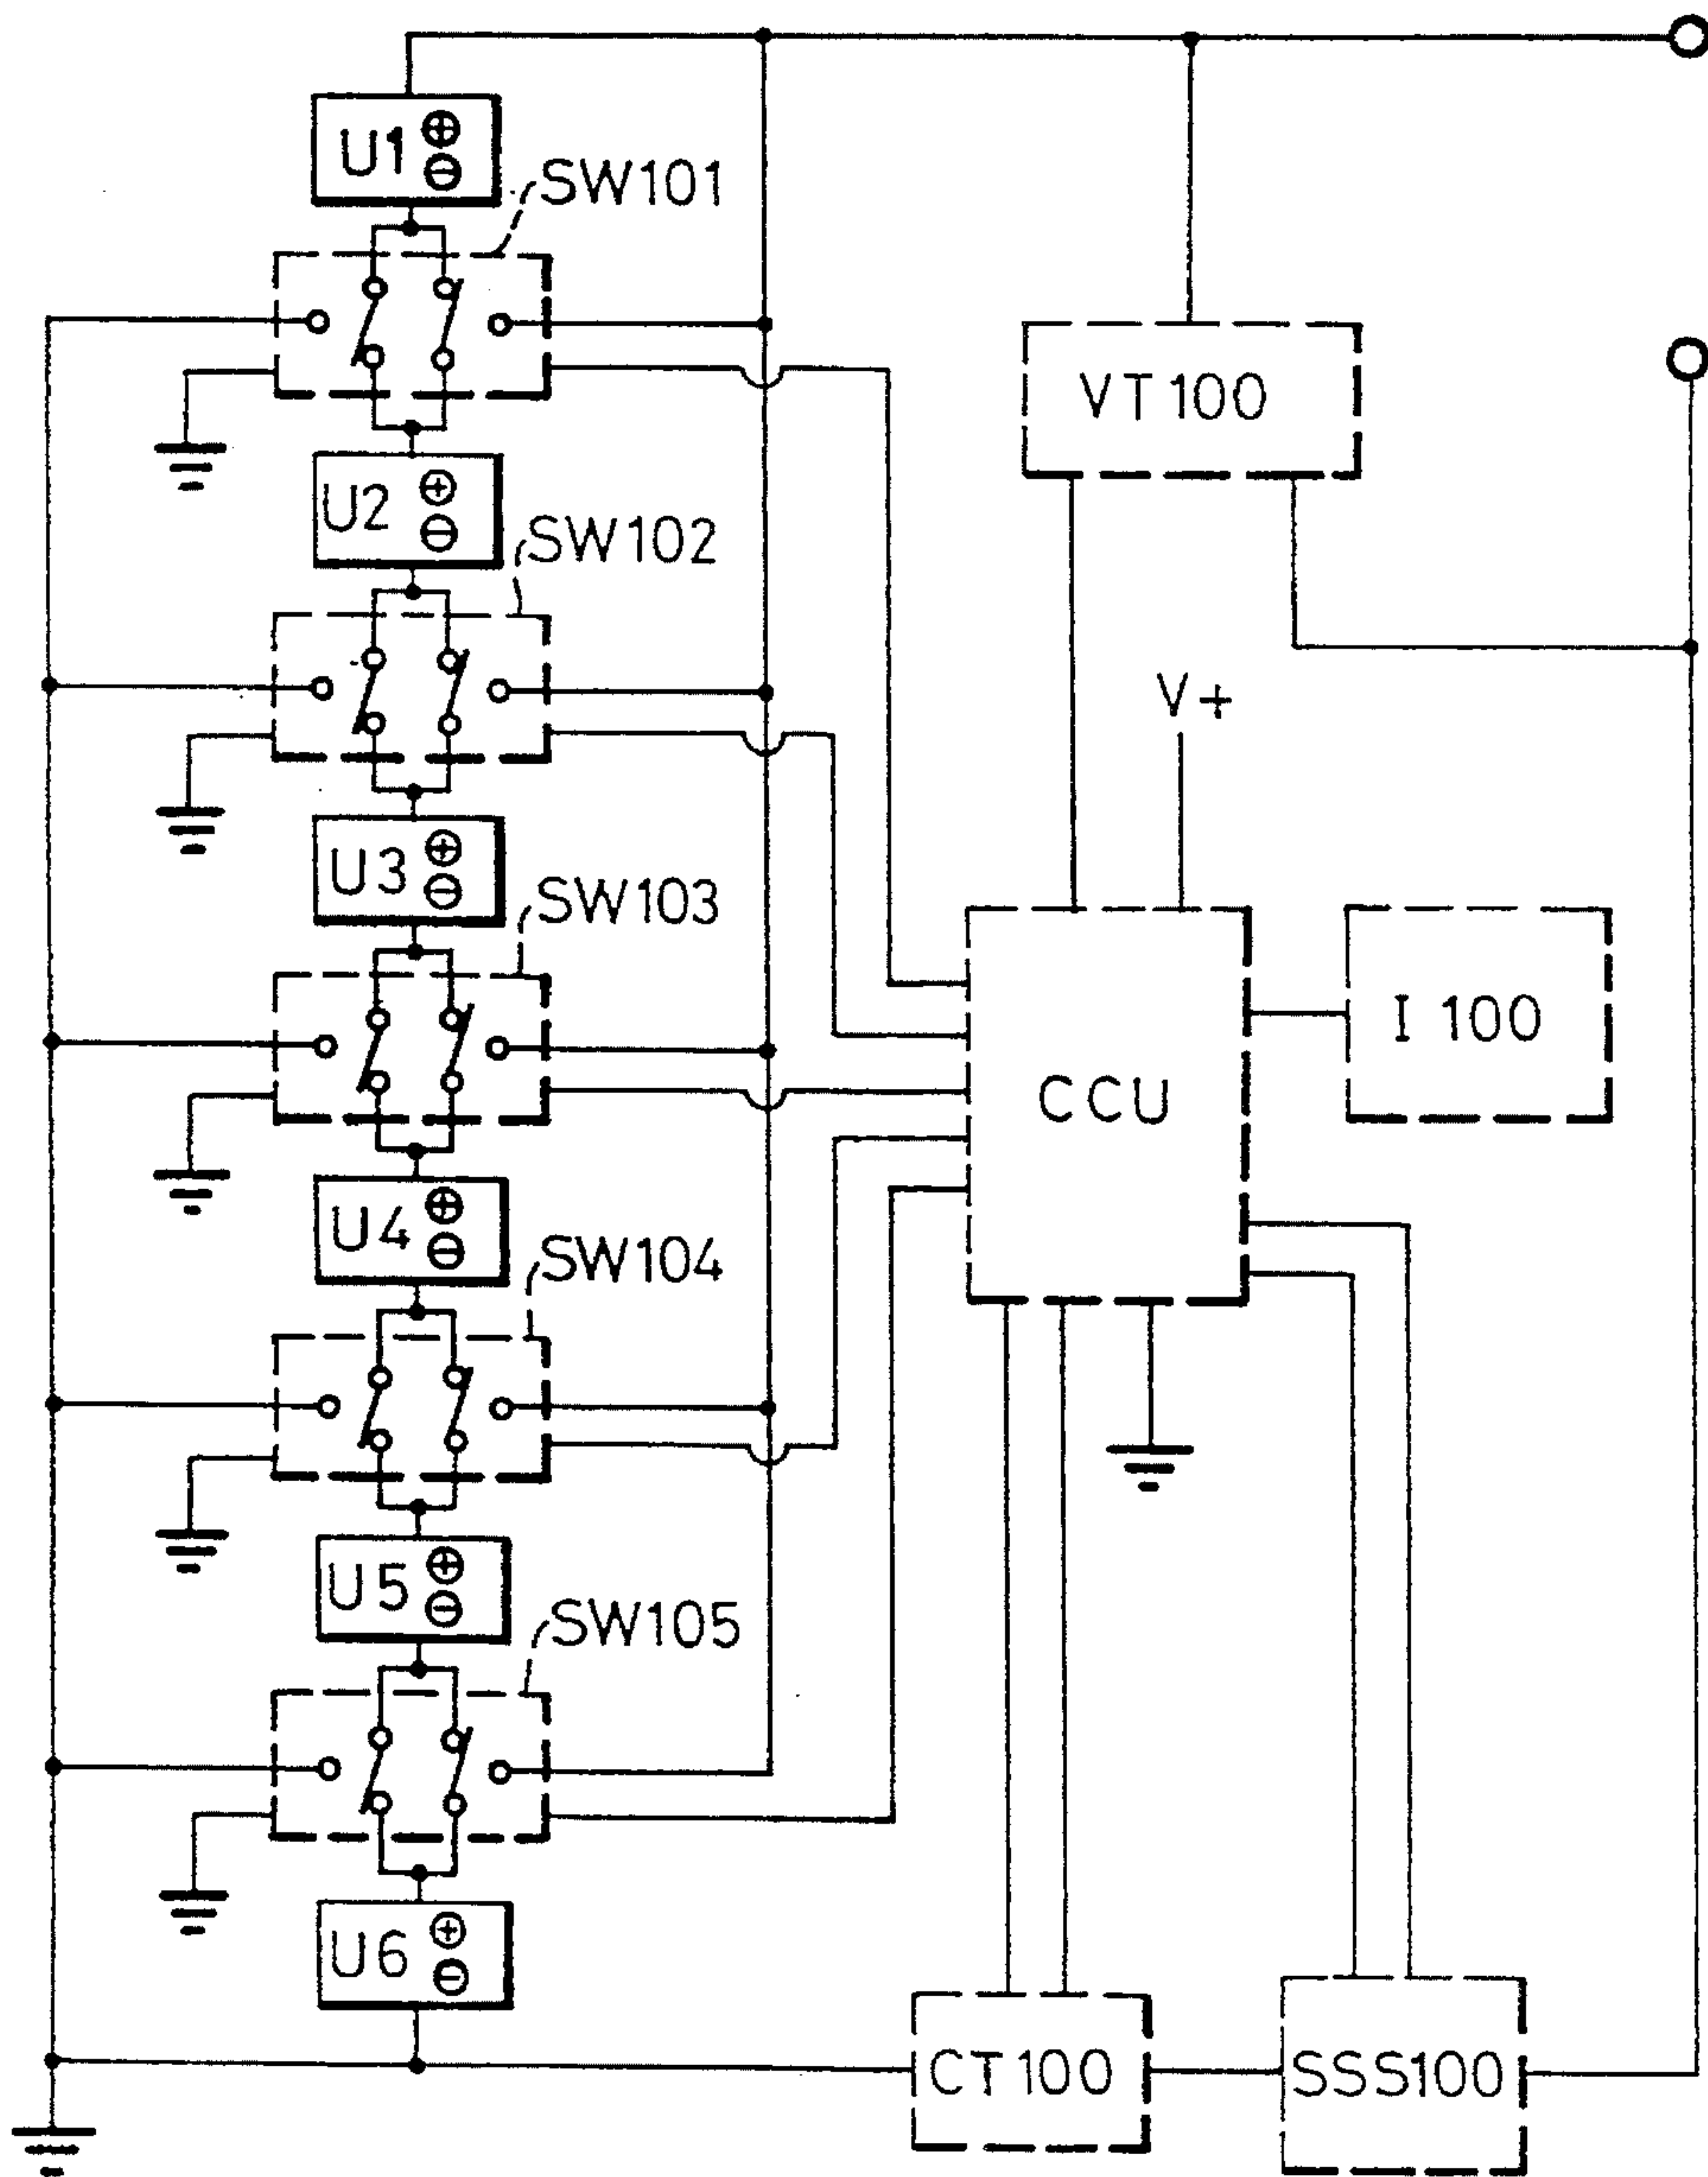 U1 ⊕
⊖
SW101
VT100
U2 ⊕
⊖
SW102
V+
U3 ⊕
⊖
SW103
I 100
CCU
U4 ⊕
⊖
SW104
U5 ⊕
⊖
SW105
U6 ⊕
⊖
CT100
SSS100